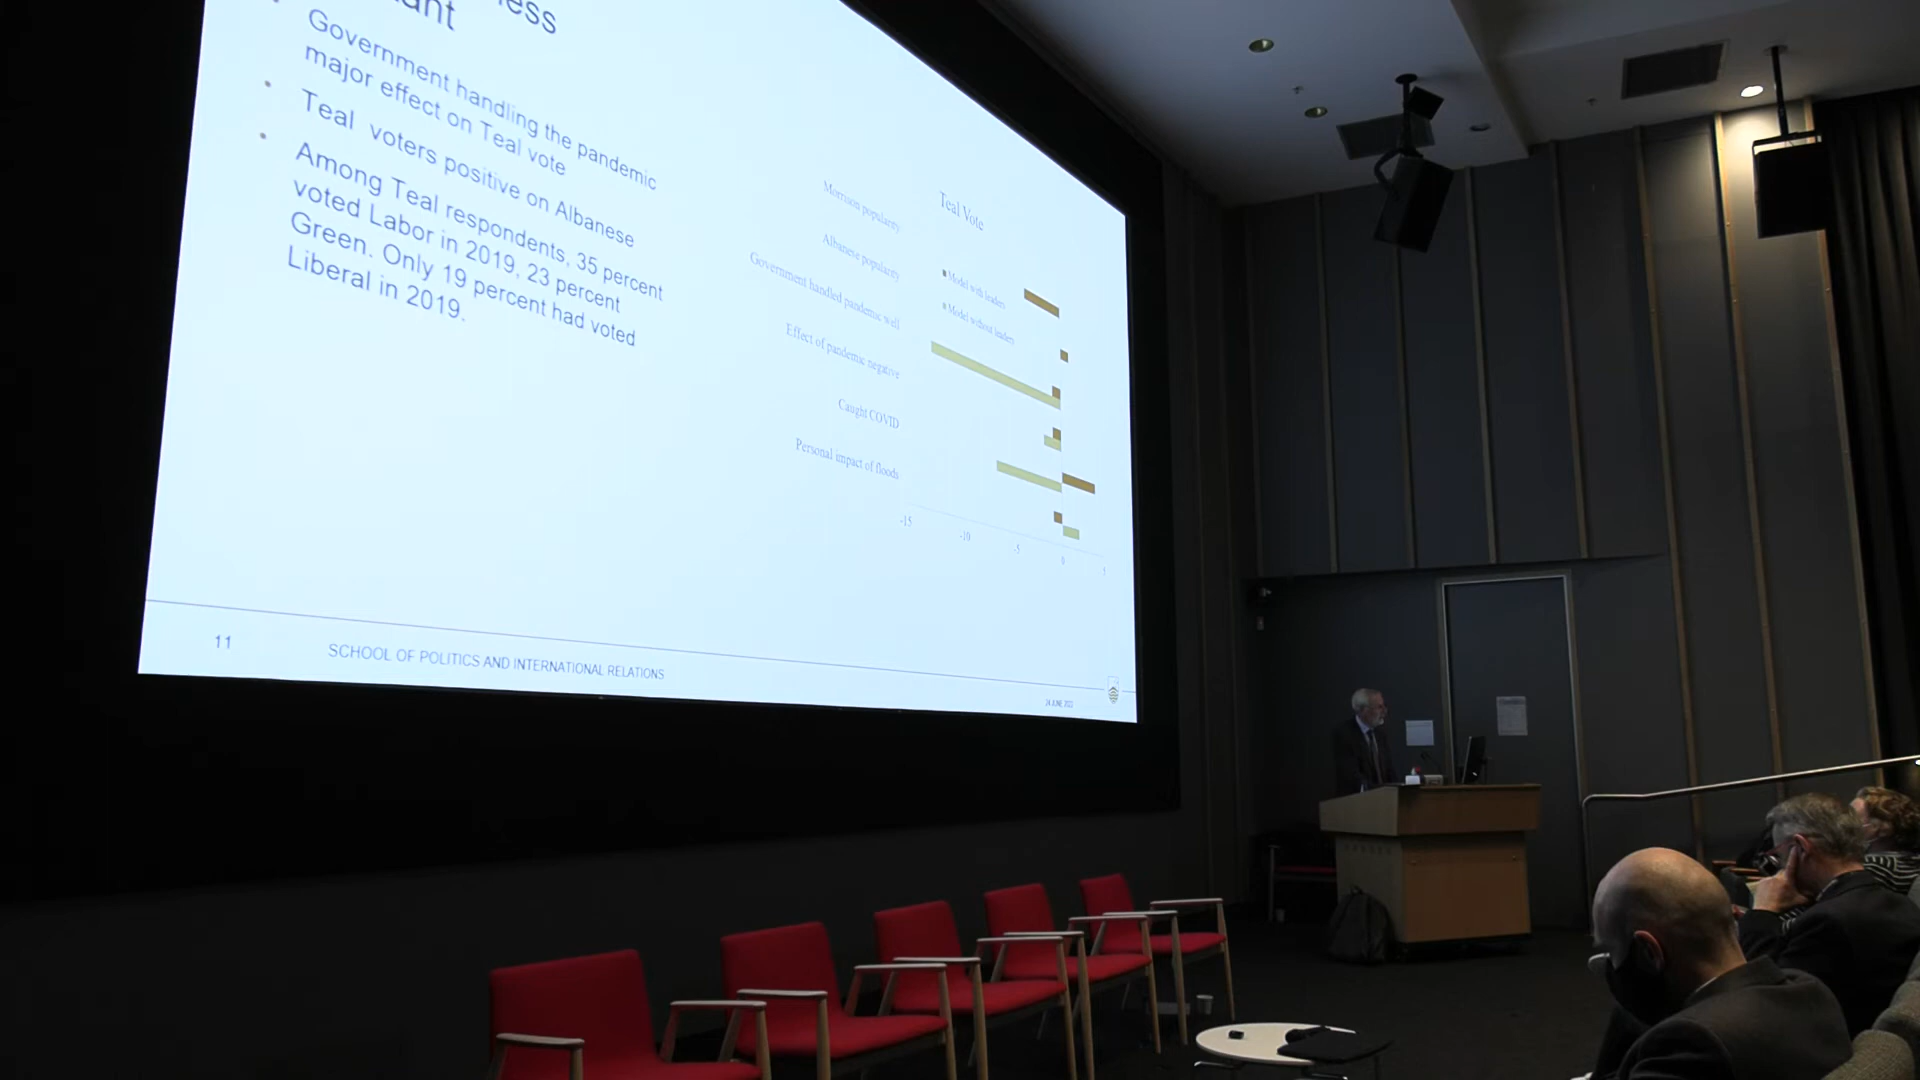 Government handling the pandemic
major effect on Teal vote
Teal voters positive on Albanese
Among Teal respondents, 35 percent
voted Labor in 2019, 23 percent
Green. Only 19 percent had voted
Liberal in 2019.
Teal Vote
Morrison popularity
Albanese popularity
Government handled pandemic well
Effect of pandemic negative
Caught COVID
Personal impact of floods
Model with leaders
Model without leaders
-15
-10
-5
0
5
11
SCHOOL OF POLITICS AND INTERNATIONAL RELATIONS